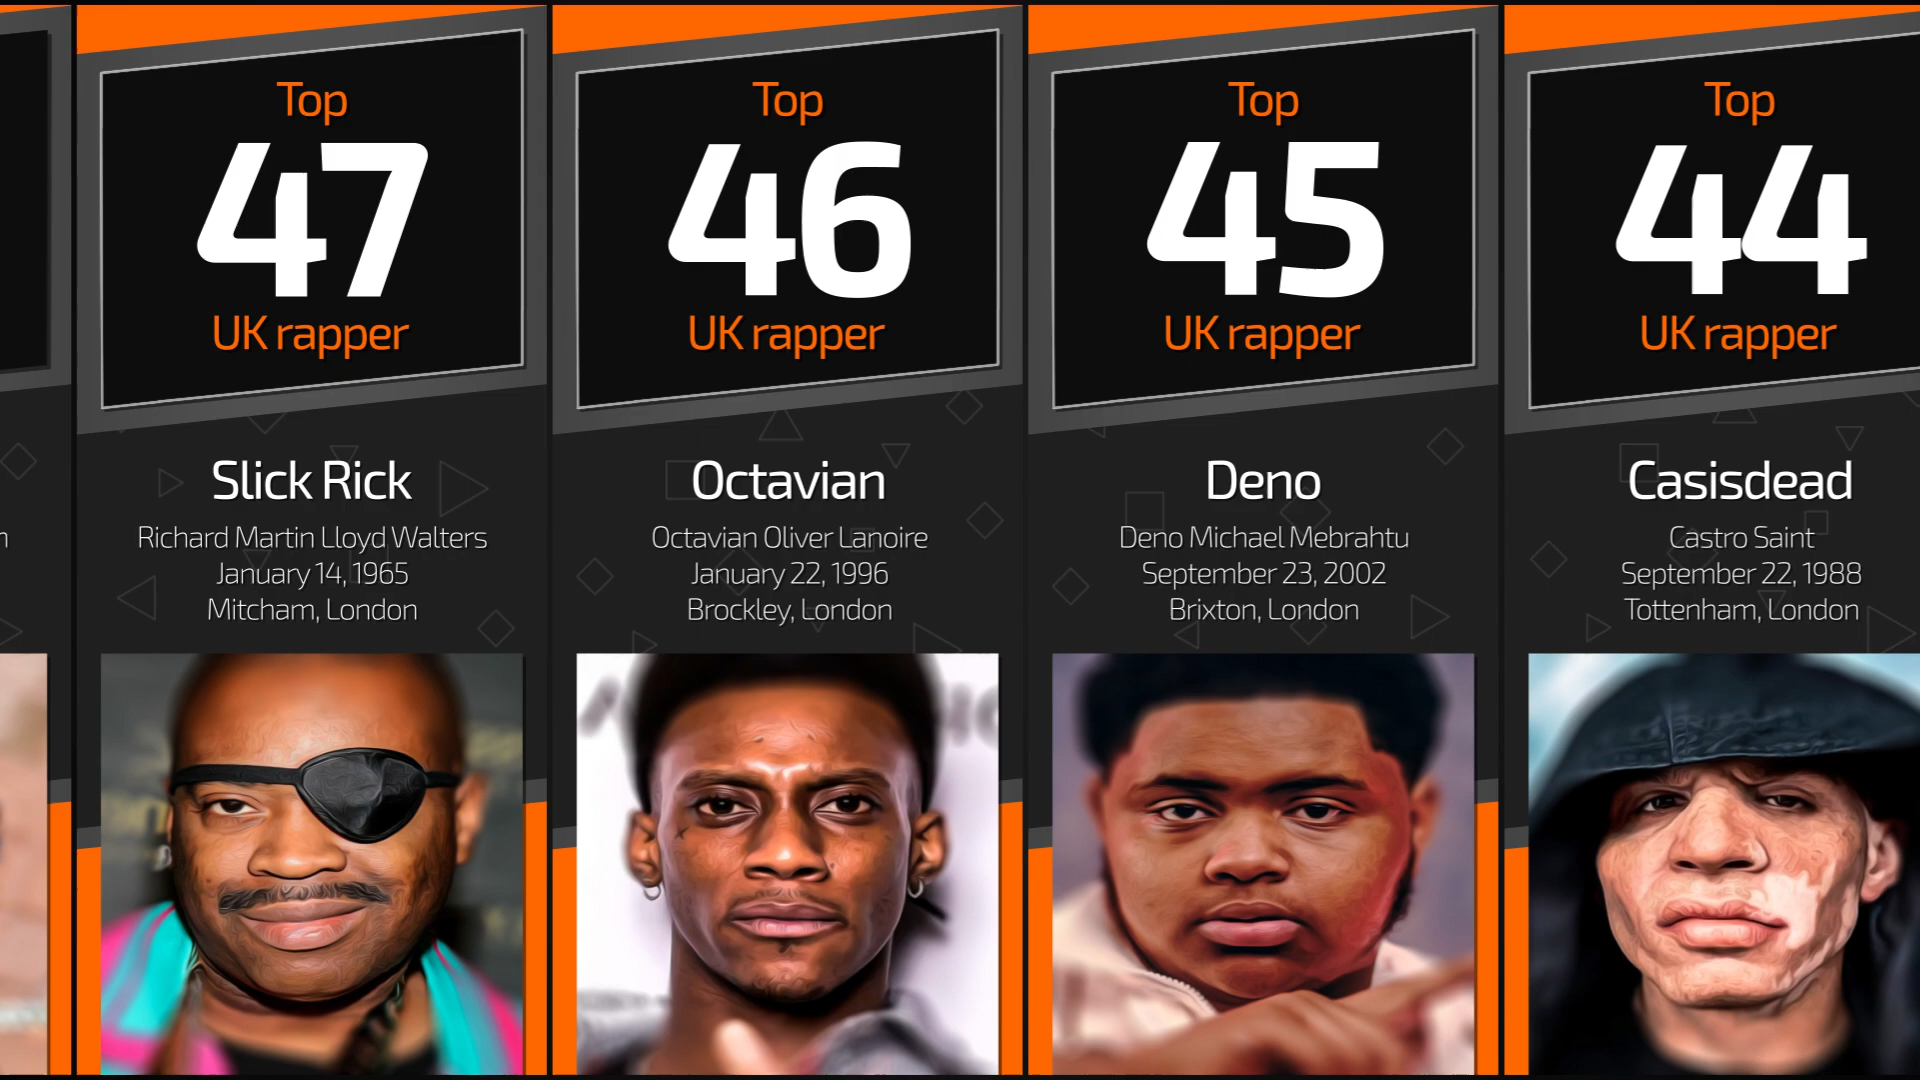 Top
47
UK rapper
Slick Rick
Richard Martin Lloyd Walters
January 14, 1965
Mitcham, London
Top
46
UK rapper
Octavian
Octavian Oliver Lanoire
January 22, 1996
Brockley, London
Top
45
UK rapper
Deno
Deno Michael Mebrahtu
September 23, 2002
Brixton, London
Top
44
UK rapper
Casisdead
Castro Saint
September 22, 1988
Tottenham, London